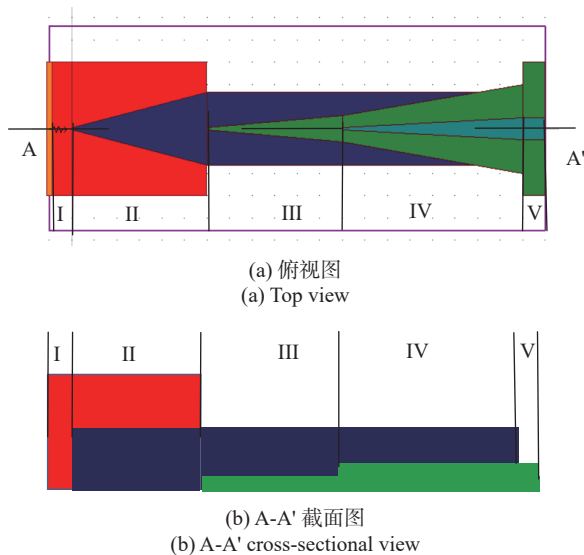 A
A'
I
II
III
IV
V
(a) 俯视图
(a) Top view
I
II
III
IV
V
(b) A-A' 截面图
(b) A-A' cross-sectional view